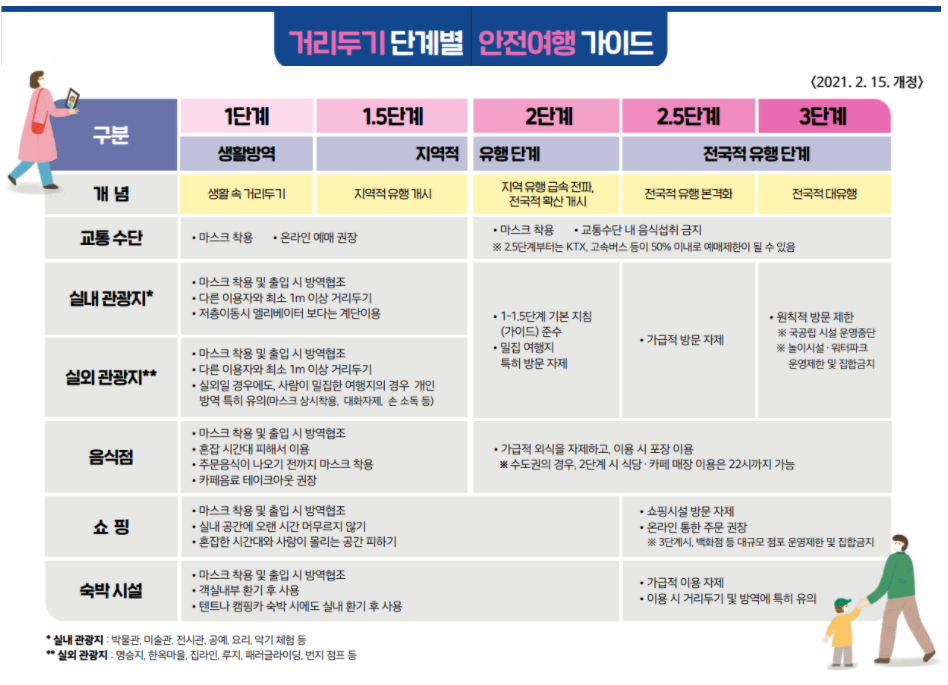 거리두기 단계별 안전여행 가이드
〈2021. 2. 15. 개정〉
구분
1단계 1.5단계 2단계 2.5단계 3단계
생활방역 지역적 유행 단계 전국적 유행 단계
개 념
생활 속 거리두기
지역적 유행 개시
지역 유행 급속 전파,
전국적 확산 개시
전국적 유행 본격화
전국적 대유행
교통 수단
• 마스크 착용 • 온라인 예매 권장
• 마스크 착용 • 교통수단 내 음식섭취 금지
※ 2.5단계부터는 KTX, 고속버스 등이 50% 이내로 예매제한이 될 수 있음
실내 관광지*
• 마스크 착용 및 출입 시 방역협조
• 다른 이용자와 최소 1m 이상 거리두기
• 저층이동시 엘리베이터 보다는 계단이용
실외 관광지**
• 마스크 착용 및 출입 시 방역협조
• 다른 이용자와 최소 1m 이상 거리두기
• 실외일 경우에도, 사람이 밀집한 여행지의 경우 개인
방역 특히 유의(마스크 상시착용, 대화자제, 손 소독 등)
• 1-1.5단계 기본 지침
(가이드) 준수
• 밀집 여행지
특히 방문 자제
• 가급적 방문 자제
• 원칙적 방문 제한
※ 국공립 시설 운영중단
※ 놀이시설 · 워터파크
운영제한 및 집합금지
음식점
• 마스크 착용 및 출입 시 방역협조
• 혼잡 시간대 피해서 이용
• 주문음식이 나오기 전까지 마스크 착용
• 카페음료 테이크아웃 권장
• 가급적 외식을 자제하고, 이용 시 포장 이용
※ 수도권의 경우, 2단계 시 식당 · 카페 매장 이용은 22시까지 가능
쇼 핑
• 마스크 착용 및 출입 시 방역협조
• 실내 공간에 오랜 시간 머무르지 않기
• 혼잡한 시간대와 사람이 몰리는 공간 피하기
• 쇼핑시설 방문 자제
• 온라인 통한 주문 권장
※ 3단계시, 백화점 등 대규모 점포 운영제한 및 집합금지
숙박 시설
• 마스크 착용 및 출입 시 방역협조
• 객실내부 환기 후 사용
• 텐트나 캠핑카 숙박 시에도 실내 환기 후 사용
• 가급적 이용 자제
• 이용 시 거리두기 및 방역에 특히 유의
* 실내 관광지 : 박물관, 미술관, 전시관, 공예, 요리, 악기 체험 등
** 실외 관광지 : 명승지, 한옥마을, 집라인, 루지, 패러글라이딩, 번지 점프 등